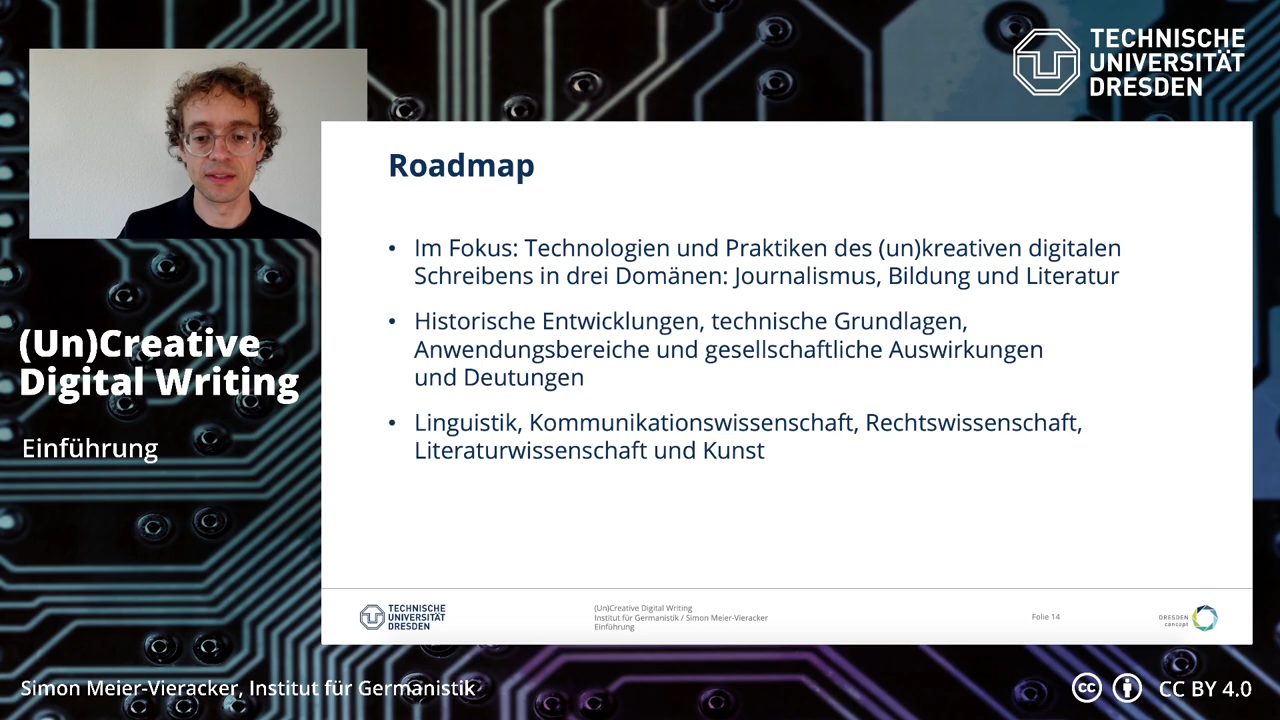 TECHNISCHE
UNIVERSITÄT
DRESDEN
Roadmap
• Im Fokus: Technologien und Praktiken des (un)kreativen digitalen
Schreibens in drei Domänen: Journalismus, Bildung und Literatur
• Historische Entwicklungen, technische Grundlagen,
Anwendungsbereiche und gesellschaftliche Auswirkungen
und Deutungen
• Linguistik, Kommunikationswissenschaft, Rechtswissenschaft,
Literaturwissenschaft und Kunst
(Un)Creative
Digital Writing
Einführung
TECHNISCHE
UNIVERSITÄT
DRESDEN
(Un)Creative Digital Writing
Institut für Germanistik / Simon Meier-Vieracker
Einführung
Folie 14
DRESDEN
concept
Simon Meier-Vieracker, Institut für Germanistik
cc
CC BY 4.0